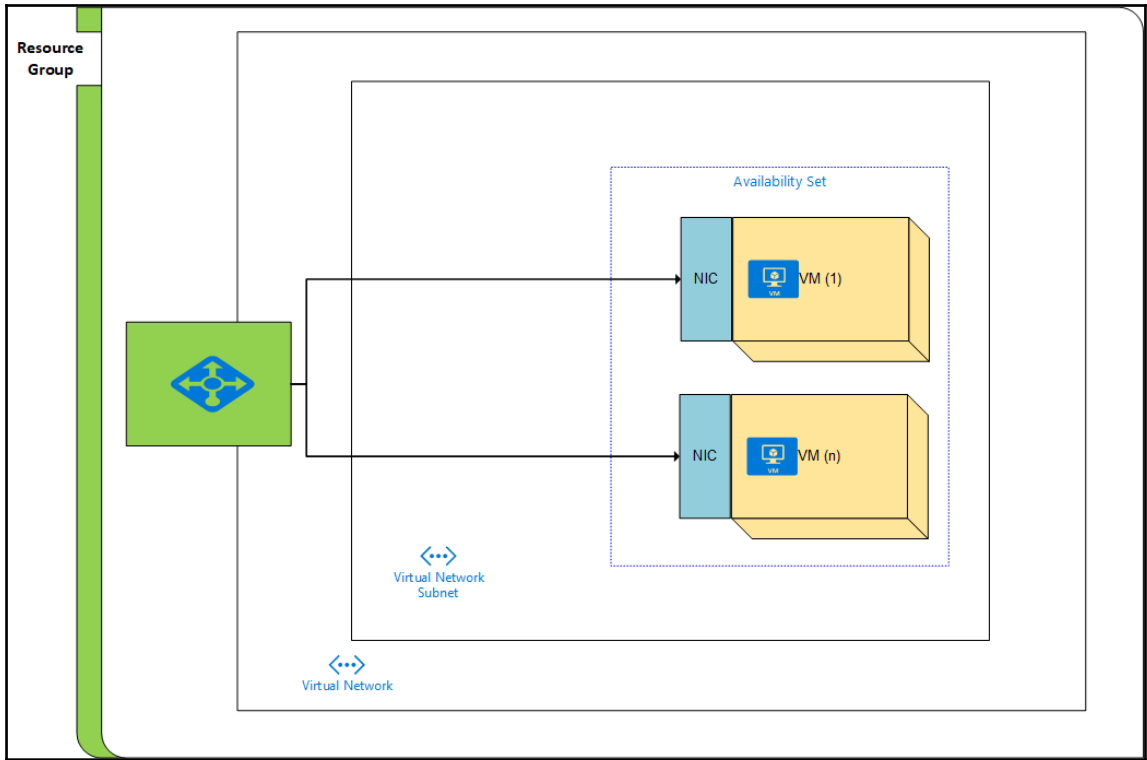 Resource
Group
Availability Set
NIC
VM
VM (1)
NIC
VM
VM (n)
Virtual Network
Subnet
Virtual Network